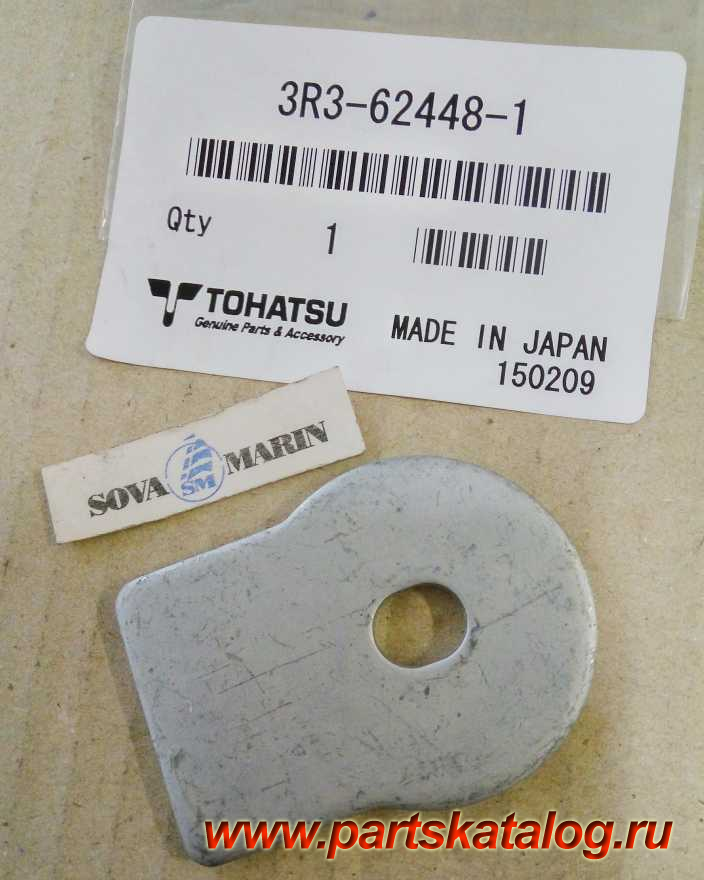 3R3-62448-1
Qty 1
TOHATSU
Genuine Parts & Accessory
MADE IN JAPAN
150209
SOVA SM MARIN
www.partskatalog.ru